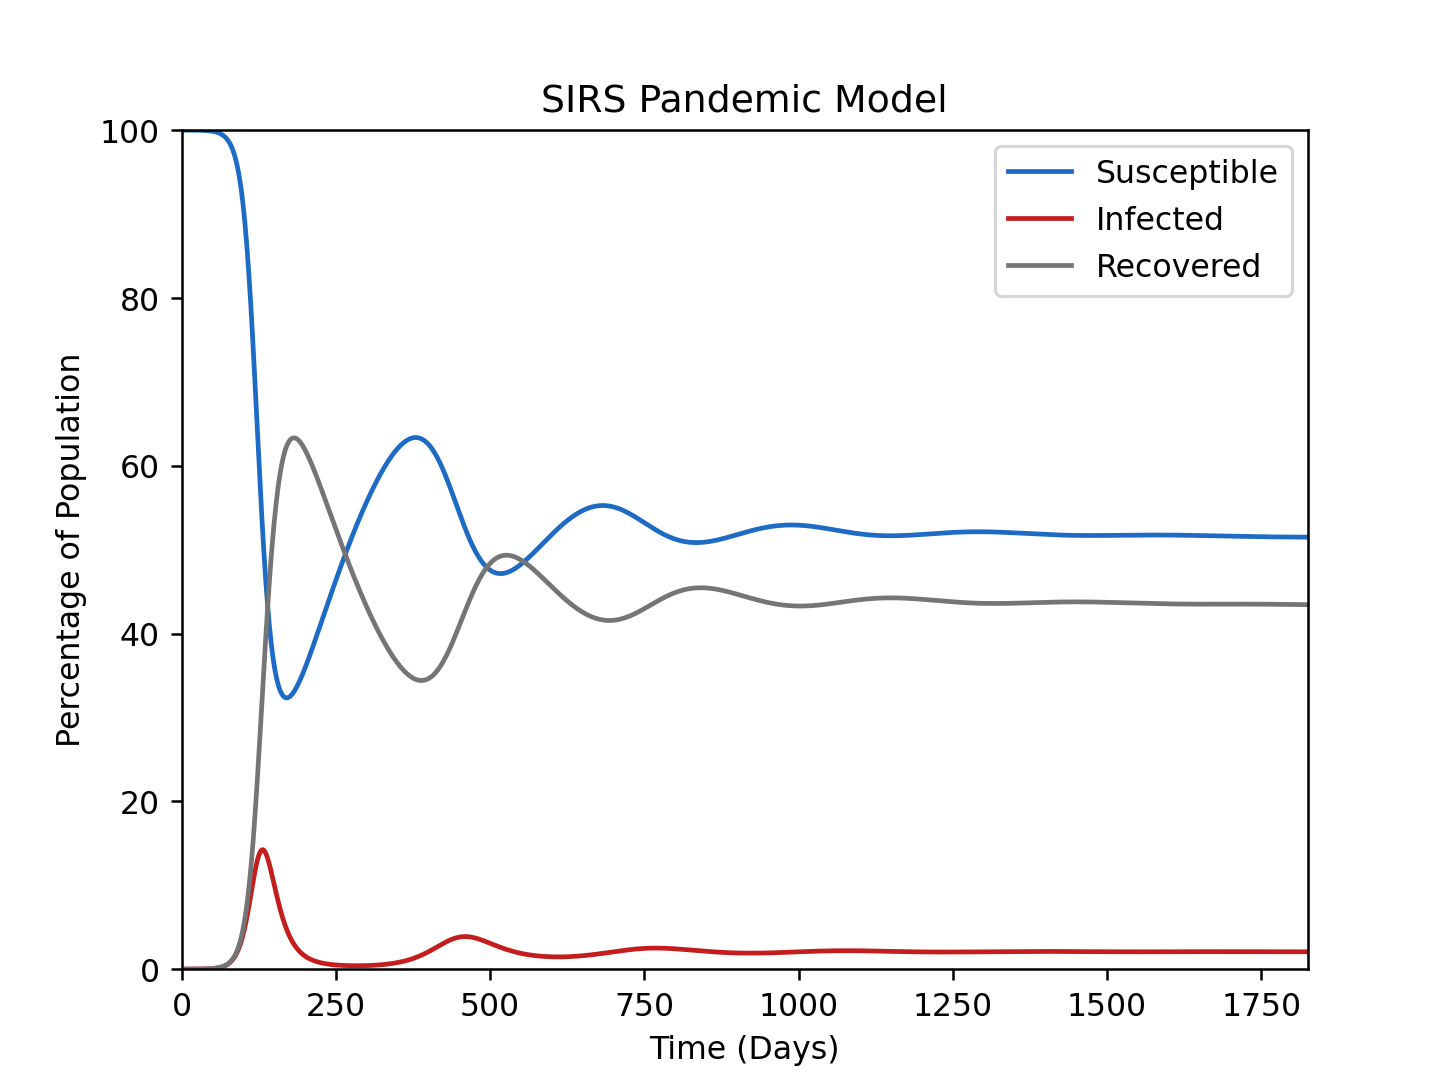 SIRS Pandemic Model
100
80
60
40
20
0
Percentage of Population
Susceptible
Infected
Recovered
0 250 500 750 1000 1250 1500 1750
Time (Days)